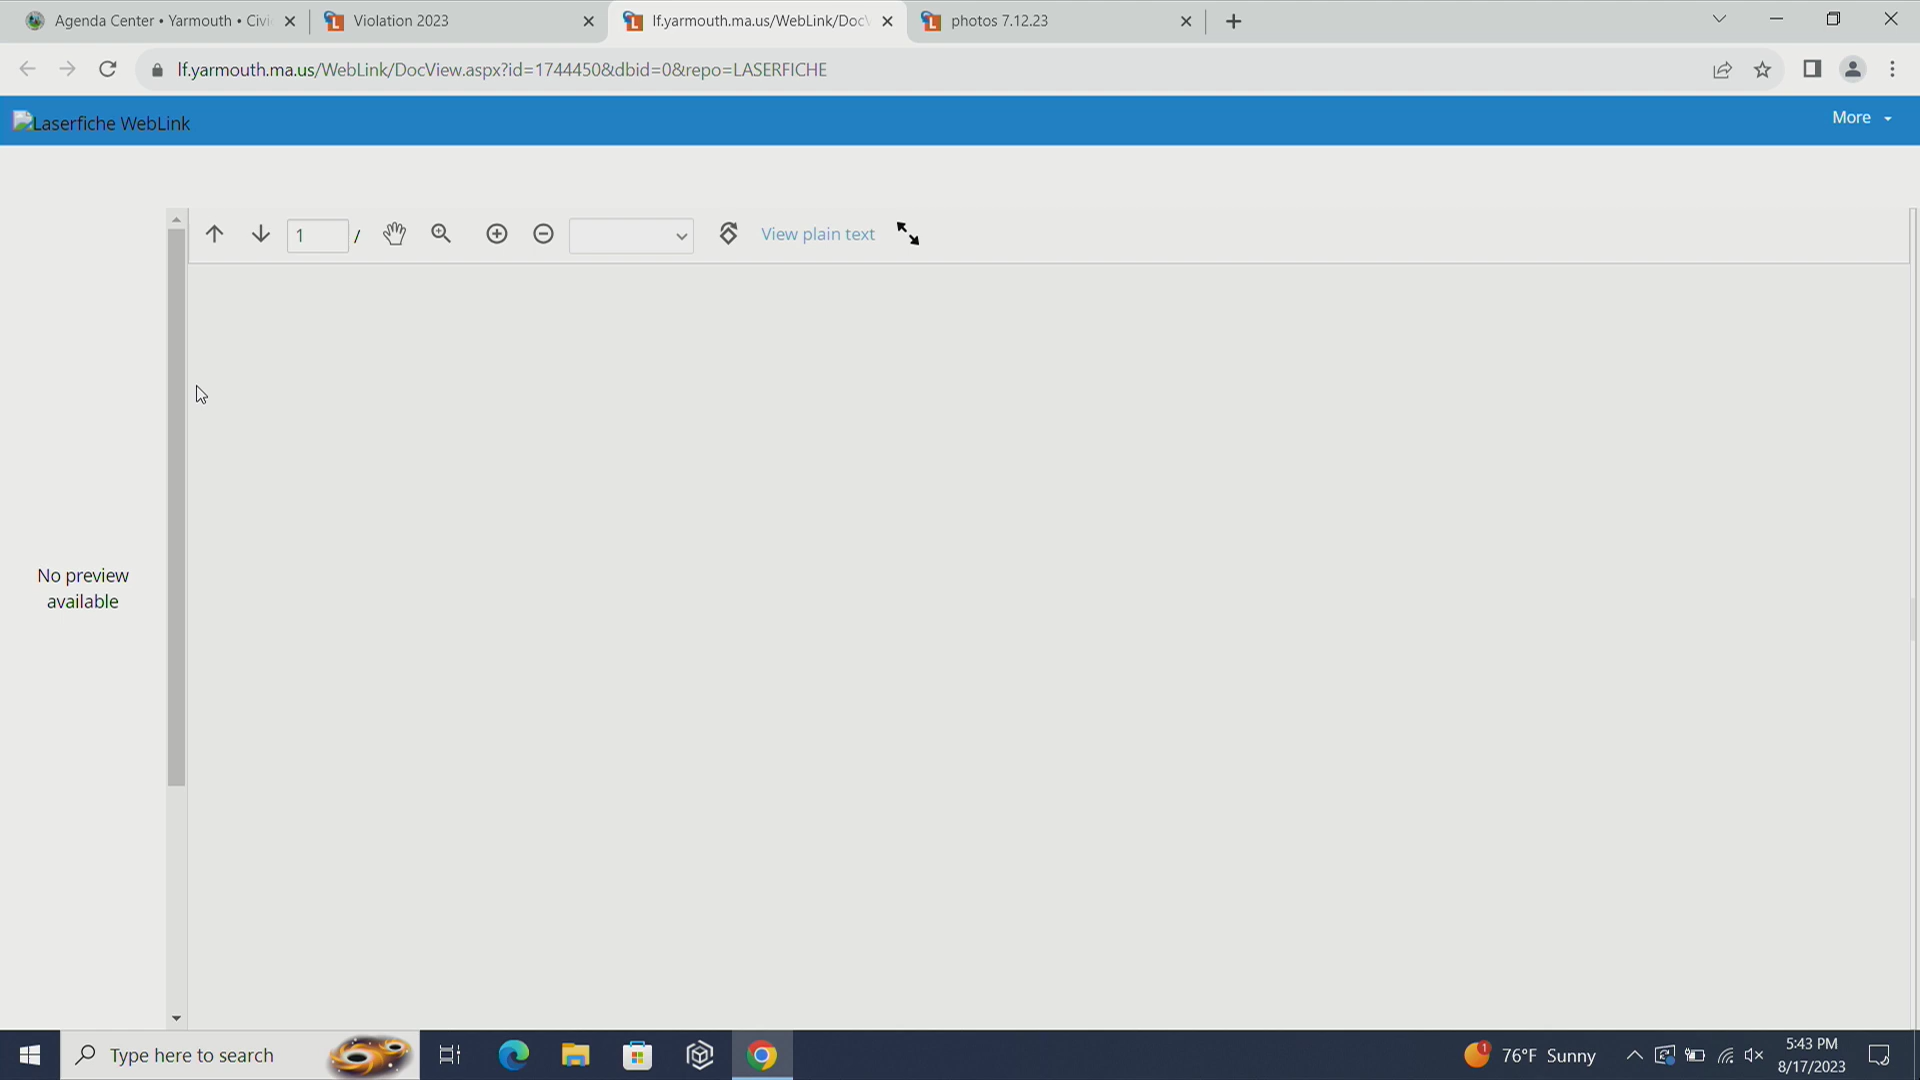 Agenda Center • Yarmouth • Civi
Violation 2023
lf.yarmouth.ma.us/WebLink/DocV
photos 7.12.23
lf.yarmouth.ma.us/WebLink/DocView.aspx?id=1744450&dbid=0&repo=LASERFICHE
Laserfiche WebLink
More
1
/
View plain text
No preview
available
Type here to search
1
76°F Sunny
5:43 PM
8/17/2023